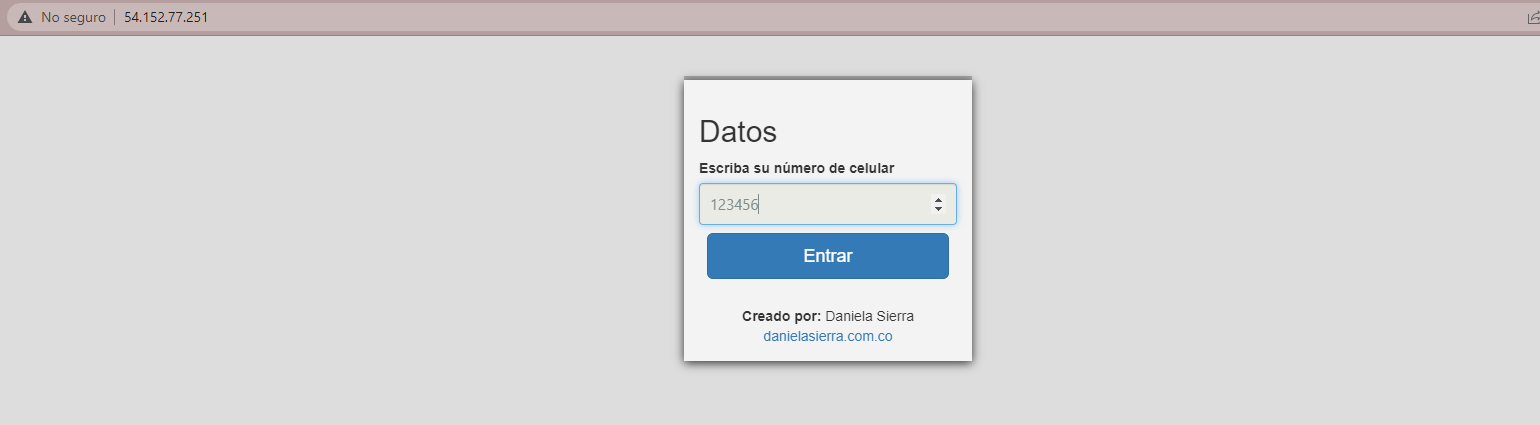 No seguro 54.152.77.251
Datos
Escriba su número de celular
123456
Entrar
Creado por: Daniela Sierra
danielasierra.com.co